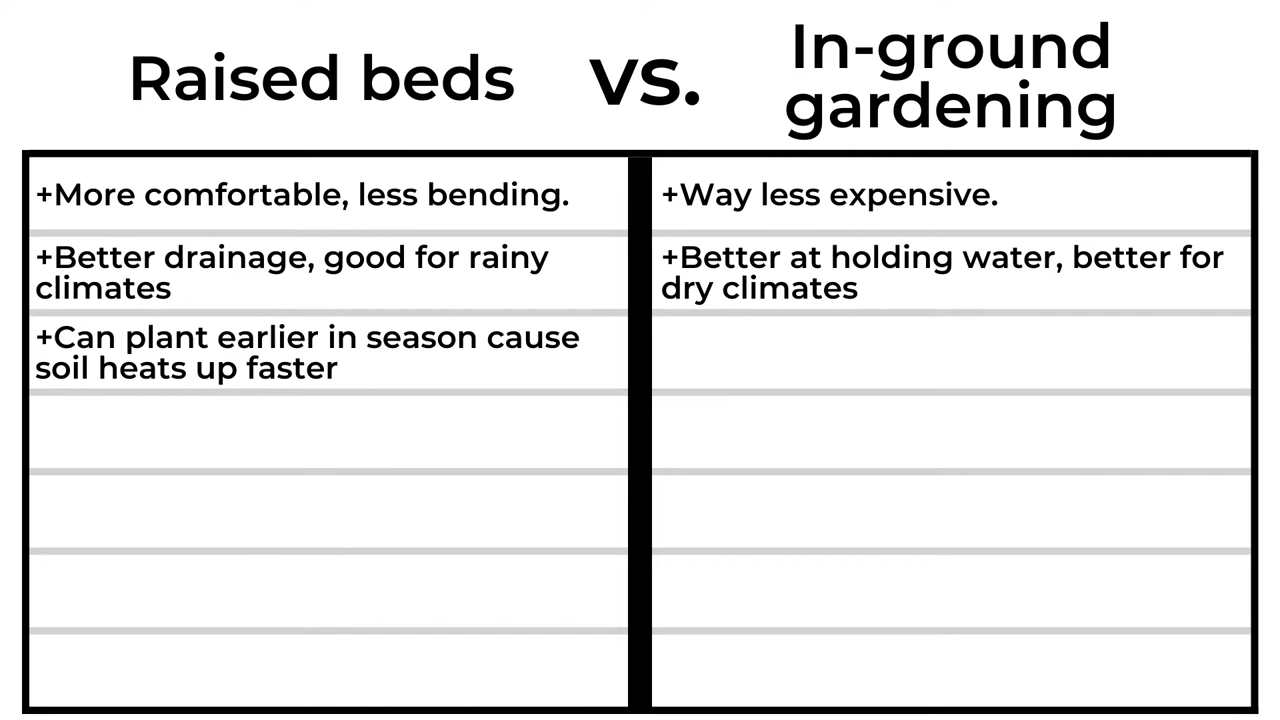 Raised beds
VS.
In-ground
gardening
+More comfortable, less bending.
+Better drainage, good for rainy
climates
+Can plant earlier in season cause
soil heats up faster
+Way less expensive.
+Better at holding water, better for
dry climates